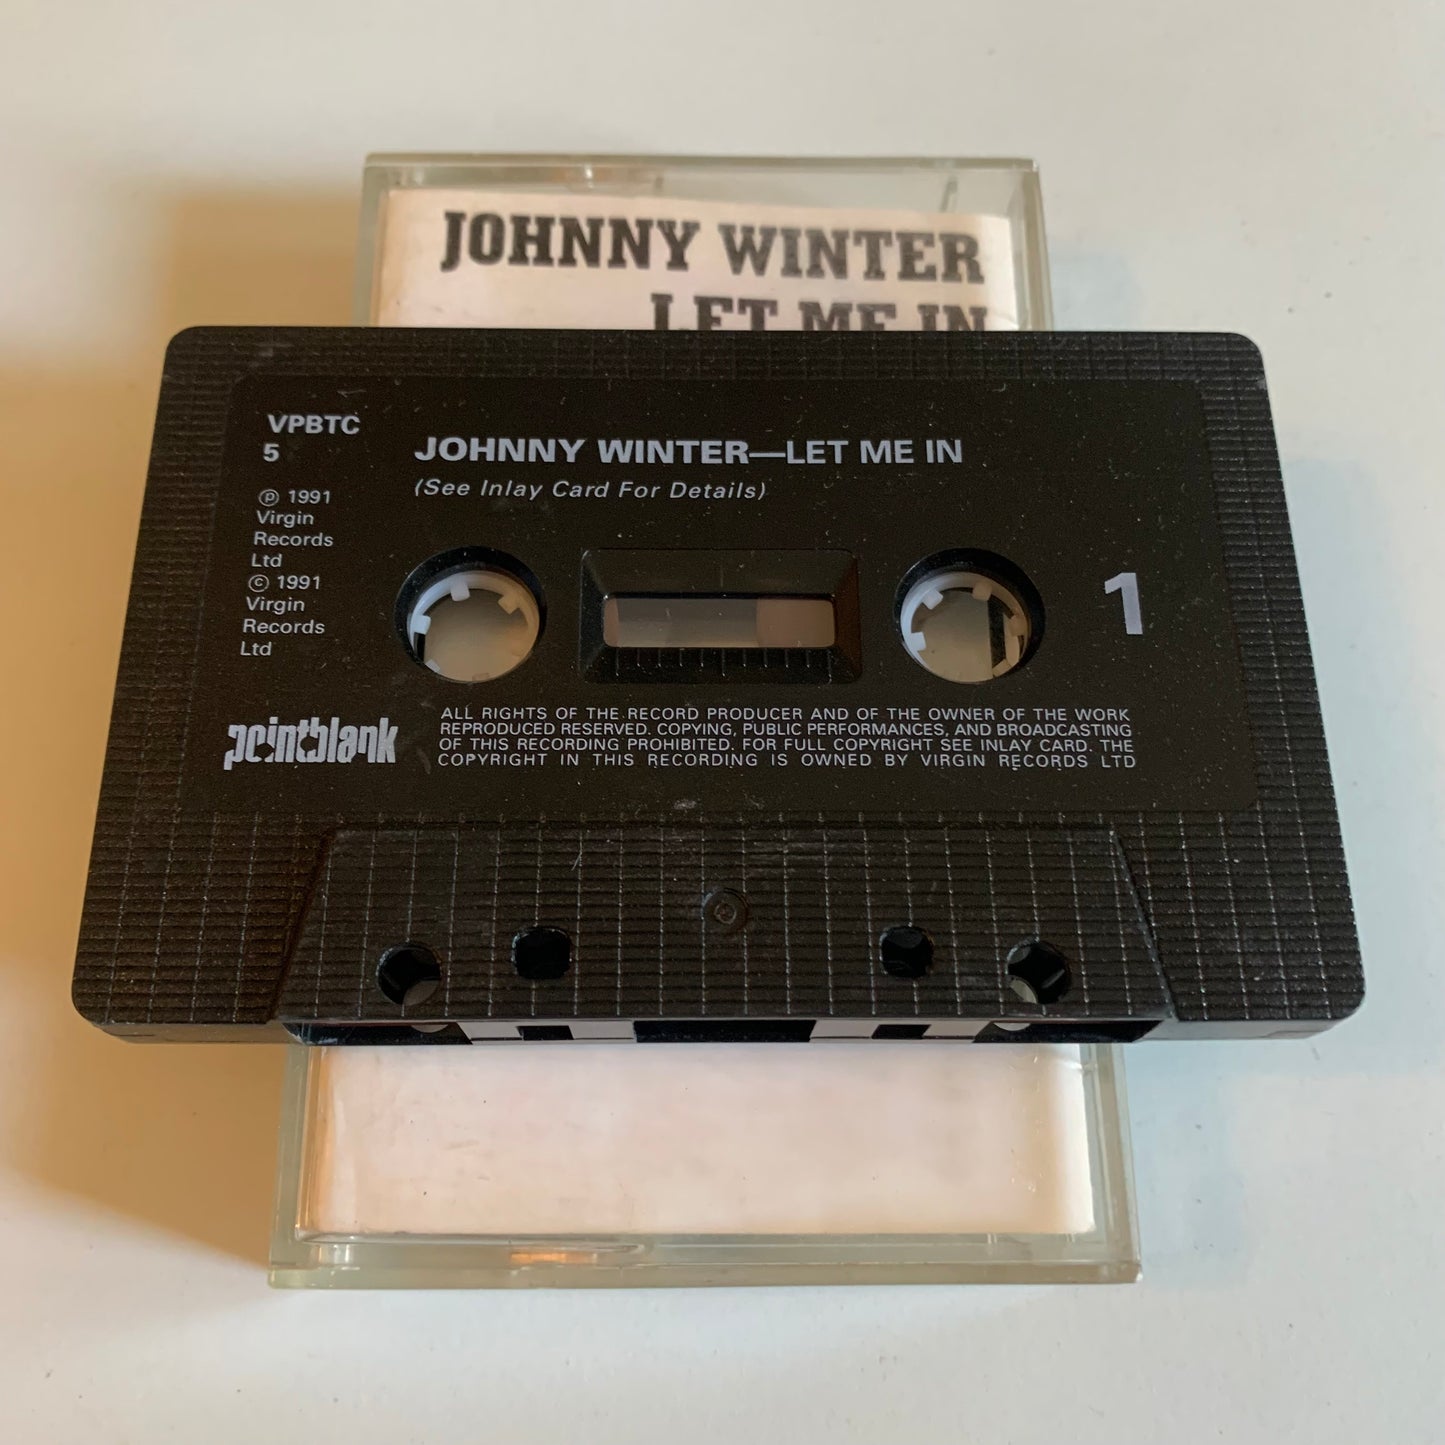 JOHNNY WINTER
LET ME IN
VPBTC
5
JOHNNY WINTER—LET ME IN
(See Inlay Card For Details)
℗ 1991
Virgin
Records
Ltd
© 1991
Virgin
Records
Ltd
1
pointblank
ALL RIGHTS OF THE RECORD PRODUCER AND OF THE OWNER OF THE WORK
REPRODUCED RESERVED. COPYING, PUBLIC PERFORMANCES, AND BROADCASTING
OF THIS RECORDING PROHIBITED. FOR FULL COPYRIGHT SEE INLAY CARD. THE
COPYRIGHT IN THIS RECORDING IS OWNED BY VIRGIN RECORDS LTD